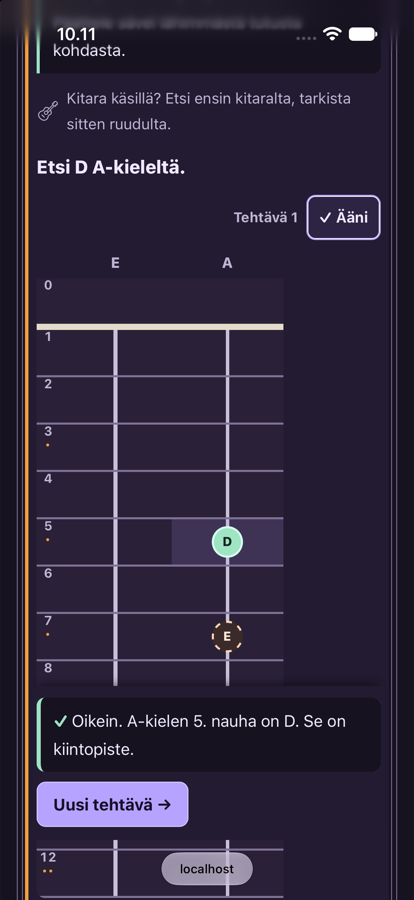 10.11
kohdasta.
Kitara käsillä? Etsi ensin kitaralta, tarkista
sitten ruudulta.
Etsi D A-kieleltä.
Tehtävä 1
✓ Ääni
E A
0
1
2
3
4
5
D
6
7
E
8
✓ Oikein. A-kielen 5. nauha on D. Se on
kiintopiste.
Uusi tehtävä →
12
localhost